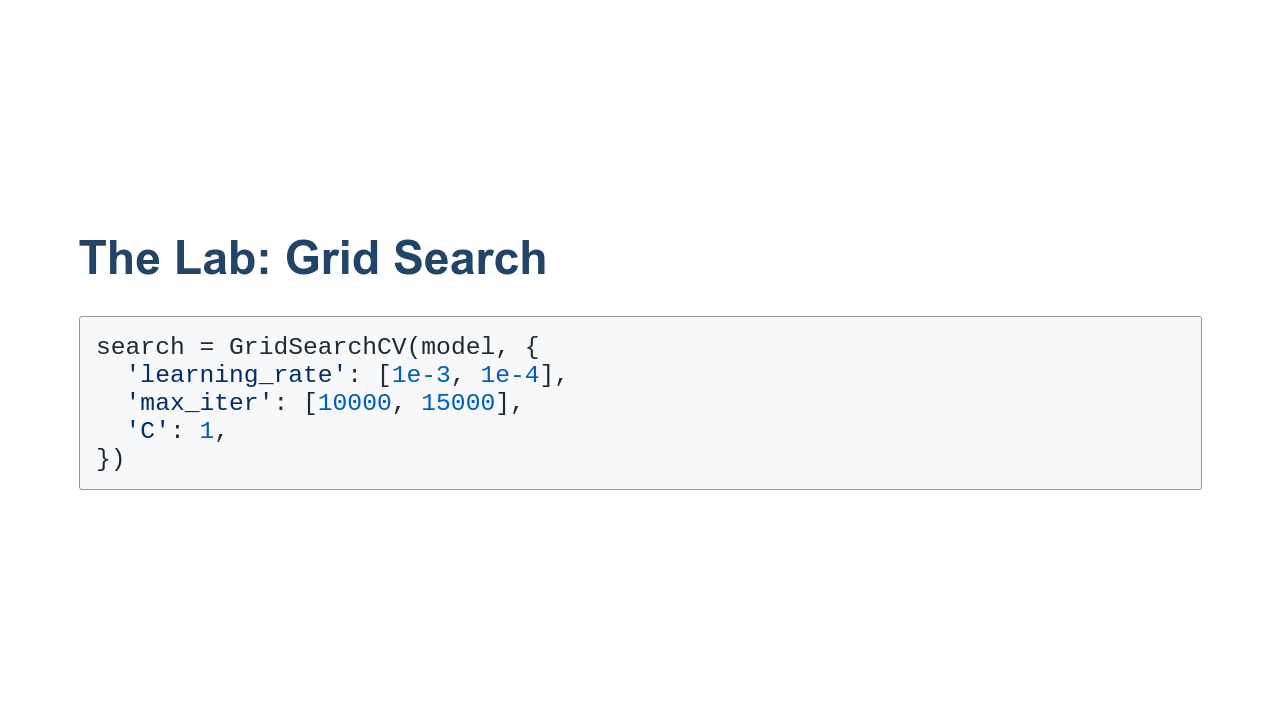 The Lab: Grid Search
search = GridSearchCV(model, {
  'learning_rate': [1e-3, 1e-4],
  'max_iter': [10000, 15000],
  'C': 1,
})